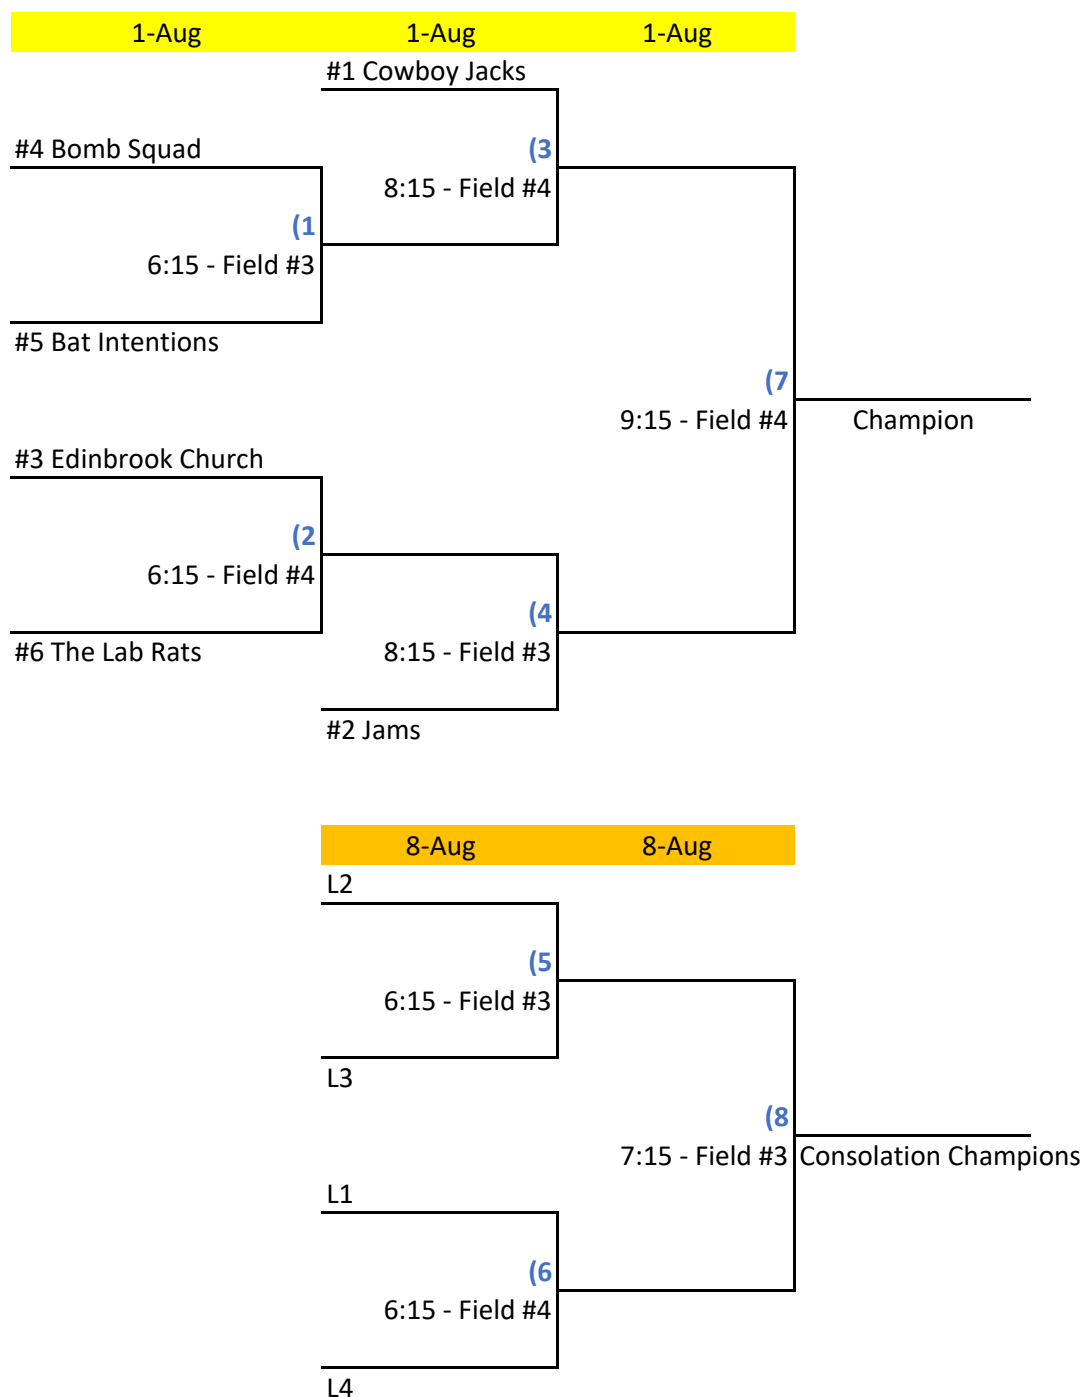 1-Aug 1-Aug 1-Aug
#1 Cowboy Jacks
#4 Bomb Squad
(3
8:15 - Field #4
(1
6:15 - Field #3
#5 Bat Intentions
(7
9:15 - Field #4
Champion
#3 Edinbrook Church
(2
6:15 - Field #4
(4
#6 The Lab Rats
8:15 - Field #3
#2 Jams
8-Aug 8-Aug
L2
(5
6:15 - Field #3
L3
(8
7:15 - Field #3
Consolation Champions
L1
(6
6:15 - Field #4
L4